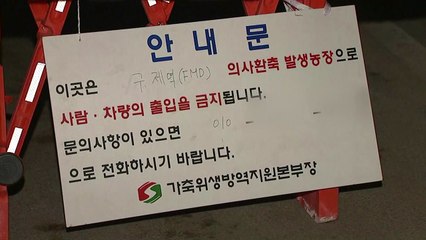 안 내 문
이곳은 구제역(FMD) 의사환축 발생농장으로
사람·차량의 출입을 금지됩니다.
문의사항이 있으면 010 - -
으로 전화하시기 바랍니다.
가축위생방역지원본부장